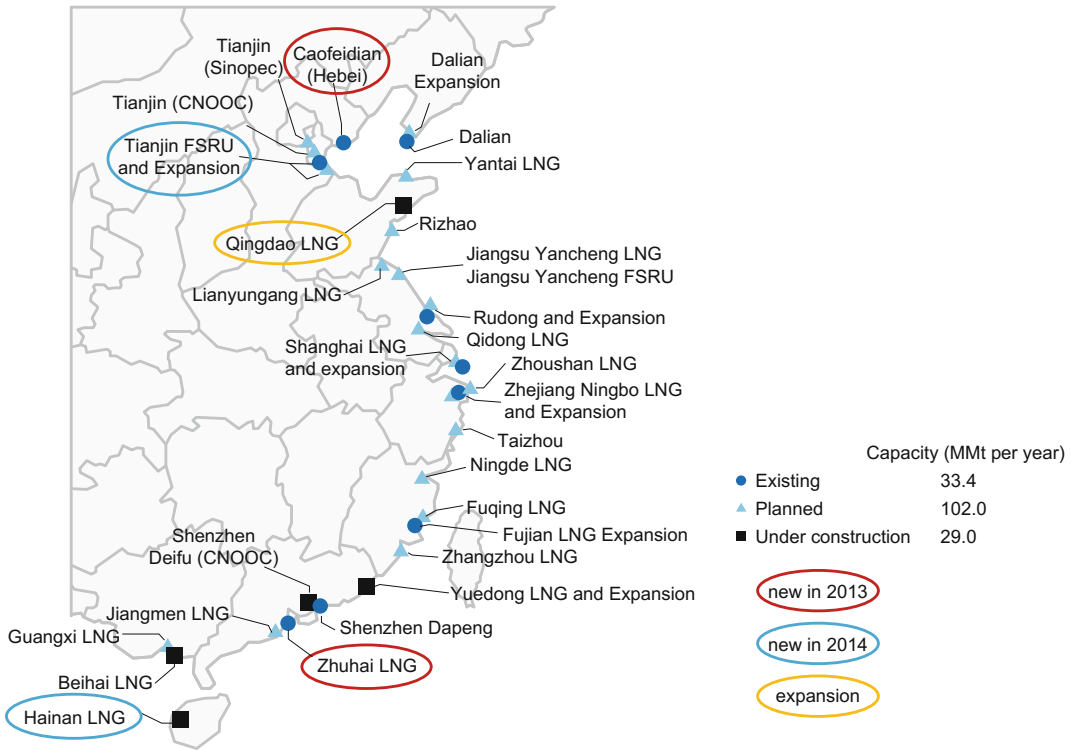 Tianjin
(Sinopec)
Caofeidian
(Hebei)
Dalian
Expansion
Tianjin (CNOOC)
Tianjin FSRU
and Expansion
Dalian
Yantai LNG
Qingdao LNG
Rizhao
Jiangsu Yancheng LNG
Jiangsu Yancheng FSRU
Lianyungang LNG
Rudong and Expansion
Qidong LNG
Shanghai LNG
and expansion
Zhoushan LNG
Zhejiang Ningbo LNG
and Expansion
Taizhou
Ningde LNG
Fuqing LNG
Fujian LNG Expansion
Zhangzhou LNG
Shenzhen
Deifu (CNOOC)
Yuedong LNG and Expansion
Jiangmen LNG
Shenzhen Dapeng
Guangxi LNG
Zhuhai LNG
Beihai LNG
Hainan LNG
Capacity (MMt per year)
Existing 33.4
Planned 102.0
Under construction 29.0
new in 2013
new in 2014
expansion